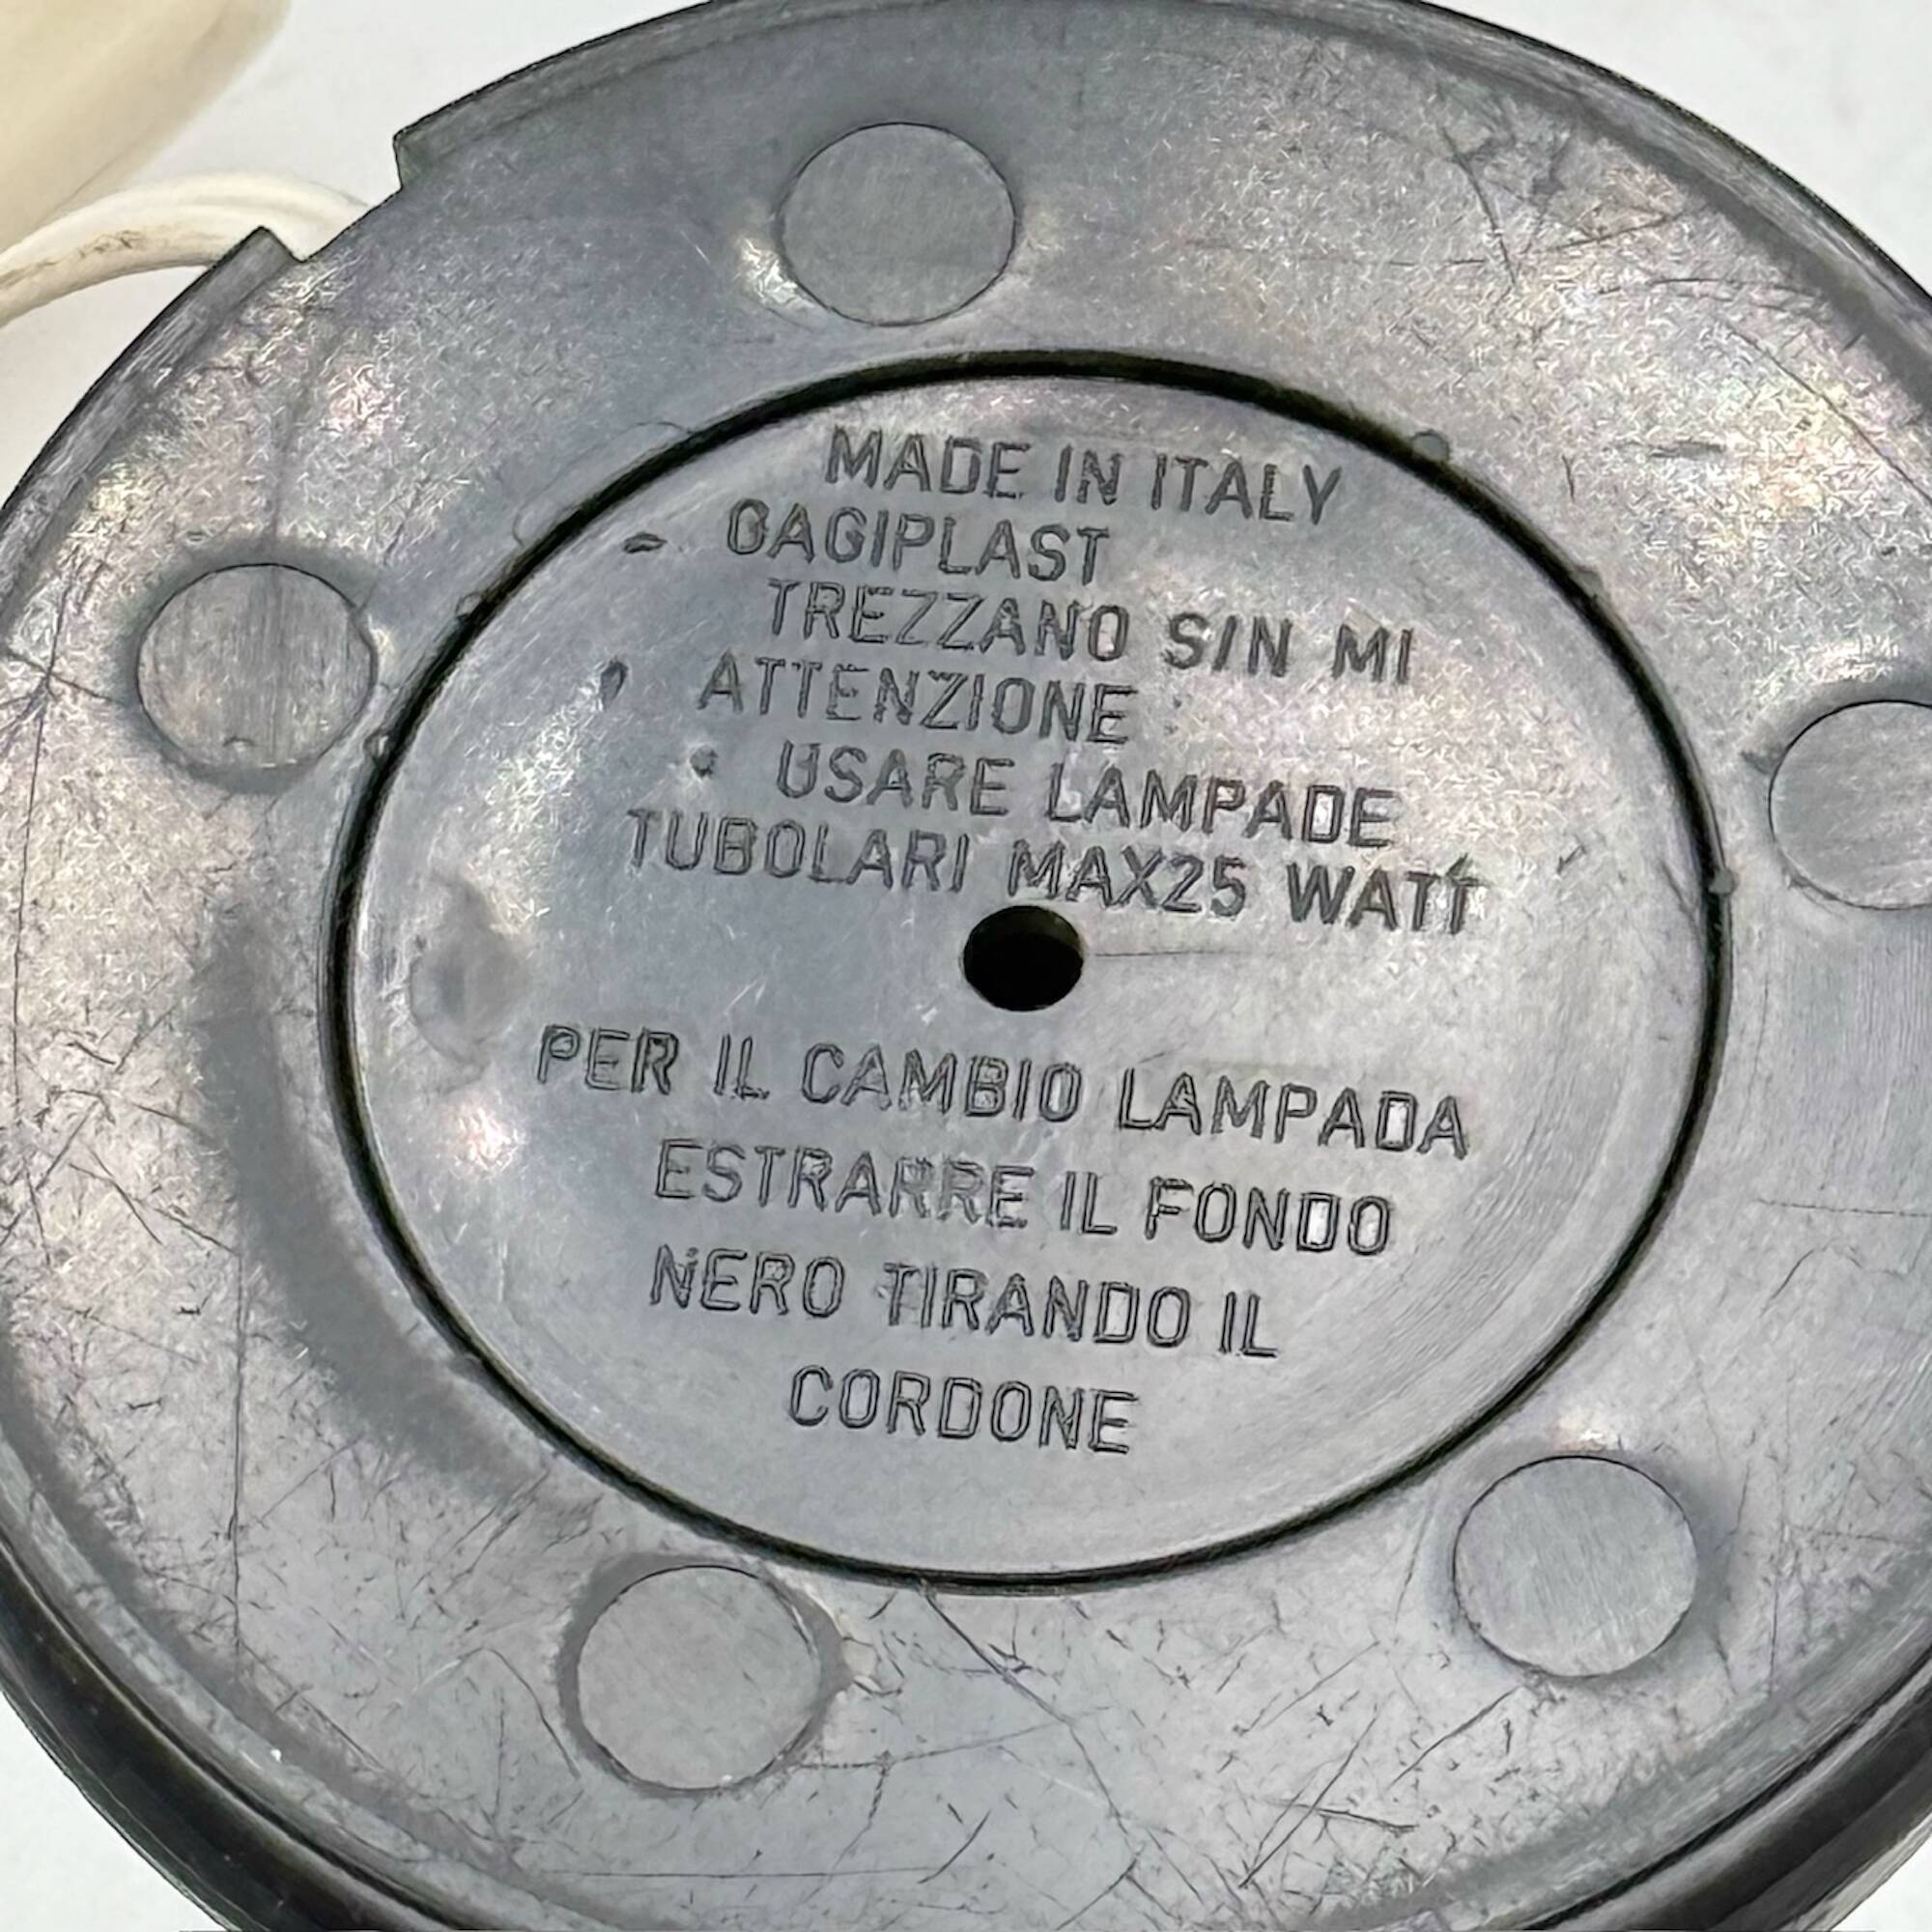 MADE IN ITALY
GAGIPLAST
TREZZANO S/N MI
ATTENZIONE
USARE LAMPADE
TUBOLARI MAX25 WATT
PER IL CAMBIO LAMPADA
ESTRARRE IL FONDO
NERO TIRANDO IL
CORDONE